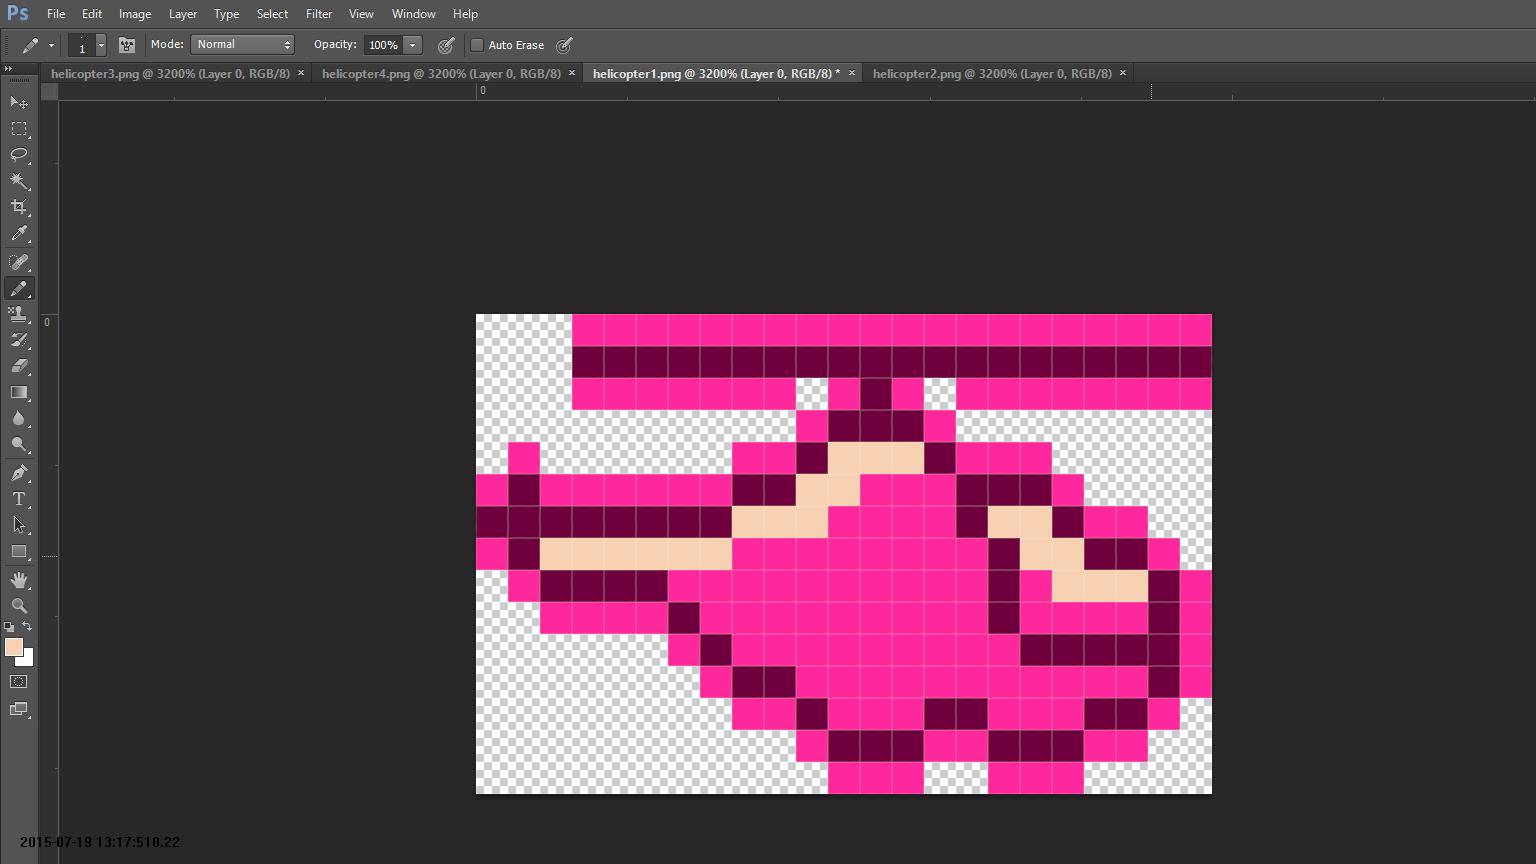 Ps File Edit Image Layer Type Select Filter View Window Help
1 Mode: Normal Opacity: 100% Auto Erase
helicopter3.png @ 3200% (Layer 0, RGB/8) × helicopter4.png @ 3200% (Layer 0, RGB/8) × helicopter1.png @ 3200% (Layer 0, RGB/8) * × helicopter2.png @ 3200% (Layer 0, RGB/8) ×
0
0
T
2015-07-19 13:17:510.22